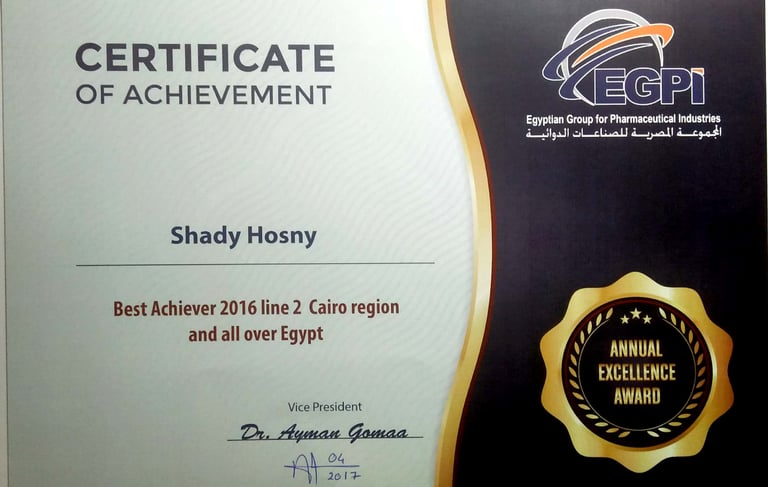 CERTIFICATE
OF ACHIEVEMENT
EGPI
Egyptian Group for Pharmaceutical Industries
المجموعة المصرية للصناعات الدوائية
Shady Hosny
Best Achiever 2016 line 2 Cairo region
and all over Egypt
ANNUAL
EXCELLENCE
AWARD
Vice President
Dr. Ayman Gomaa
04
2017